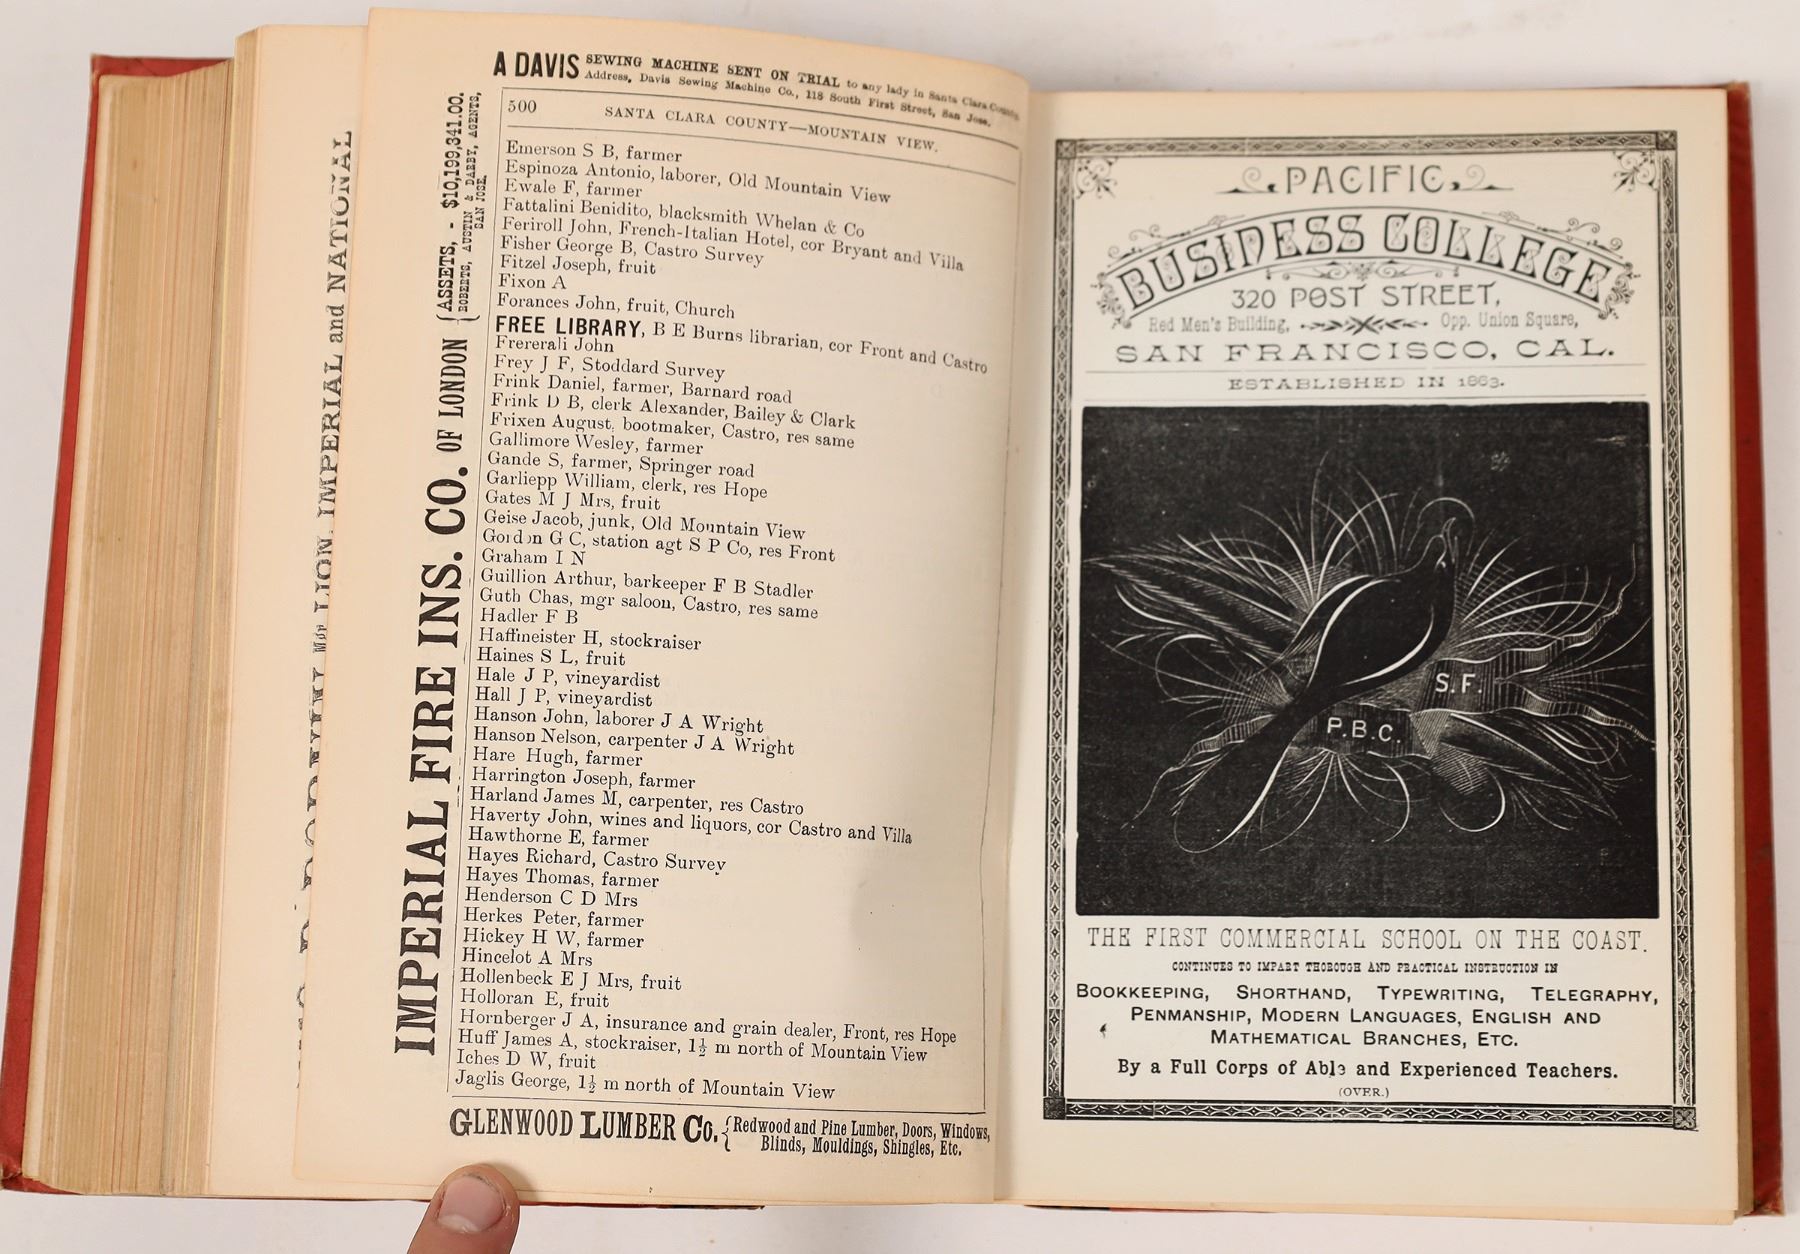 LION, IMPERIAL and NATIONAL
A DAVIS SEWING MACHINE SENT ON TRIAL to any lady in Santa Clara County.
Address, Davis Sewing Machine Co., 118 South First Street, San Jose.
IMPERIAL FIRE INS. CO. OF LONDON
ASSETS, - $10,199,341.00.
ROBERTS, AUSTIN & DARBY, AGENTS,
SAN JOSE.
500 SANTA CLARA COUNTY—MOUNTAIN VIEW.
Emerson S B, farmer
Espinoza Antonio, laborer, Old Mountain View
Ewale F, farmer
Fattalini Benidito, blacksmith Whelan & Co
Feriroll John, French-Italian Hotel, cor Bryant and Villa
Fisher George B, Castro Survey
Fitzel Joseph, fruit
Fixon A
Forances John, fruit, Church
FREE LIBRARY, B E Burns librarian, cor Front and Castro
Frererali John
Frey J F, Stoddard Survey
Frink Daniel, farmer, Barnard road
Frink D B, clerk Alexander, Bailey & Clark
Frixen August, bootmaker, Castro, res same
Gallimore Wesley, farmer
Gande S, farmer, Springer road
Garliepp William, clerk, res Hope
Gates M J Mrs, fruit
Geise Jacob, junk, Old Mountain View
Gordon G C, station agt S P Co, res Front
Graham I N
Guillion Arthur, barkeeper F B Stadler
Guth Chas, mgr saloon, Castro, res same
Hadler F B
Haffmeister H, stockraiser
Haines S L, fruit
Hale J P, vineyardist
Hall J P, vineyardist
Hanson John, laborer J A Wright
Hanson Nelson, carpenter J A Wright
Hare Hugh, farmer
Harrington Joseph, farmer
Harland James M, carpenter, res Castro
Haverty John, wines and liquors, cor Castro and Villa
Hawthorne E, farmer
Hayes Richard, Castro Survey
Hayes Thomas, farmer
Henderson C D Mrs
Herkes Peter, farmer
Hickey H W, farmer
Hincelot A Mrs
Hollenbeck E J Mrs, fruit
Holloran E, fruit
Hornberger J A, insurance and grain dealer, Front, res Hope
Huff James A, stockraiser, 1½ m north of Mountain View
Iches D W, fruit
Jaglis George, 1½ m north of Mountain View
GLENWOOD LUMBER CO. { Redwood and Pine Lumber, Doors, Windows,
Blinds, Mouldings, Shingles, Etc.
PACIFIC
BUSINESS COLLEGE
320 POST STREET,
Red Men's Building, Opp. Union Square,
SAN FRANCISCO, CAL.
ESTABLISHED IN 1863.
S.F.
P.B.C.
THE FIRST COMMERCIAL SCHOOL ON THE COAST.
CONTINUES TO IMPART THOROUGH AND PRACTICAL INSTRUCTION IN
BOOKKEEPING, SHORTHAND, TYPEWRITING, TELEGRAPHY,
PENMANSHIP, MODERN LANGUAGES, ENGLISH AND
MATHEMATICAL BRANCHES, ETC.
By a Full Corps of Able and Experienced Teachers.
(OVER.)